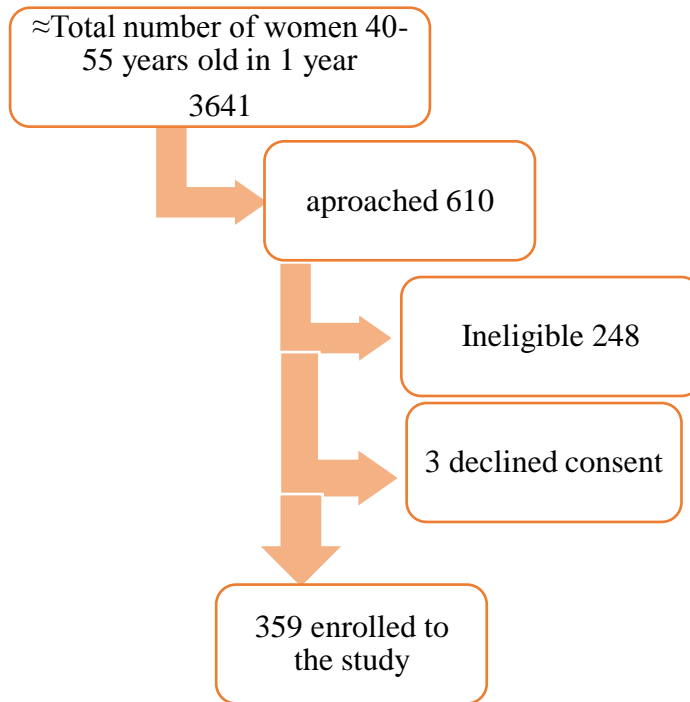 ≈Total number of women 40-
55 years old in 1 year
3641
aproached 610
Ineligible 248
3 declined consent
359 enrolled to
the study